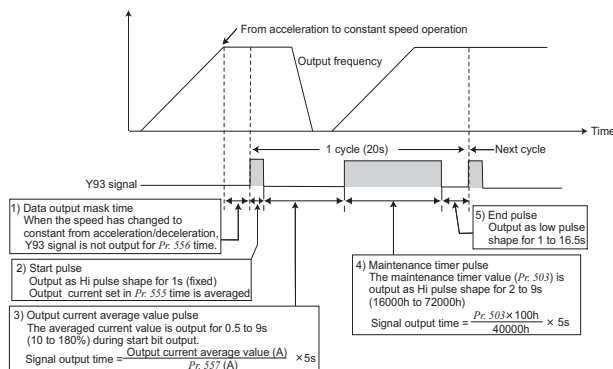 From acceleration to constant speed operation
Output frequency
Time
1 cycle (20s)
Next cycle
Y93 signal
1) Data output mask time
When the speed has changed to
constant from acceleration/deceleration,
Y93 signal is not output for Pr. 556 time.
2) Start pulse
Output as Hi pulse shape for 1s (fixed)
Output current set in Pr. 555 time is averaged
3) Output current average value pulse
The averaged current value is output for 0.5 to 9s
(10 to 180%) during start bit output.
Signal output time = Output current average value (A) / Pr. 557 (A) × 5s
5) End pulse
Output as low pulse
shape for 1 to 16.5s
4) Maintenance timer pulse
The maintenance timer value (Pr. 503) is
output as Hi pulse shape for 2 to 9s
(16000h to 72000h)
Signal output time = Pr. 503 × 100h / 40000h × 5s